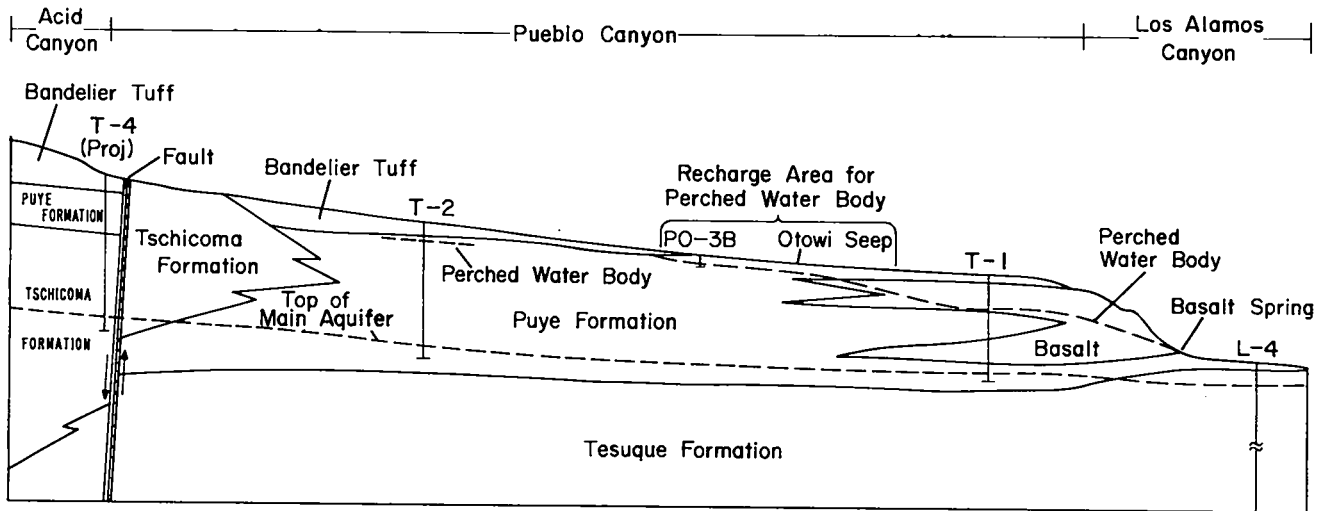 Acid
Canyon
Pueblo Canyon
Los Alamos
Canyon
Bandelier Tuff
T-4
(Proj)
Fault
Bandelier Tuff
T-2
Recharge Area for
Perched Water Body
PO-3B
Otowi Seep
T-1
Perched
Water Body
PUYE
FORMATION
Tschicoma
Formation
Perched Water Body
Top of
Main Aquifer
Puye Formation
Basalt Spring
TSCHICOMA
FORMATION
Basalt
L-4
Tesuque Formation